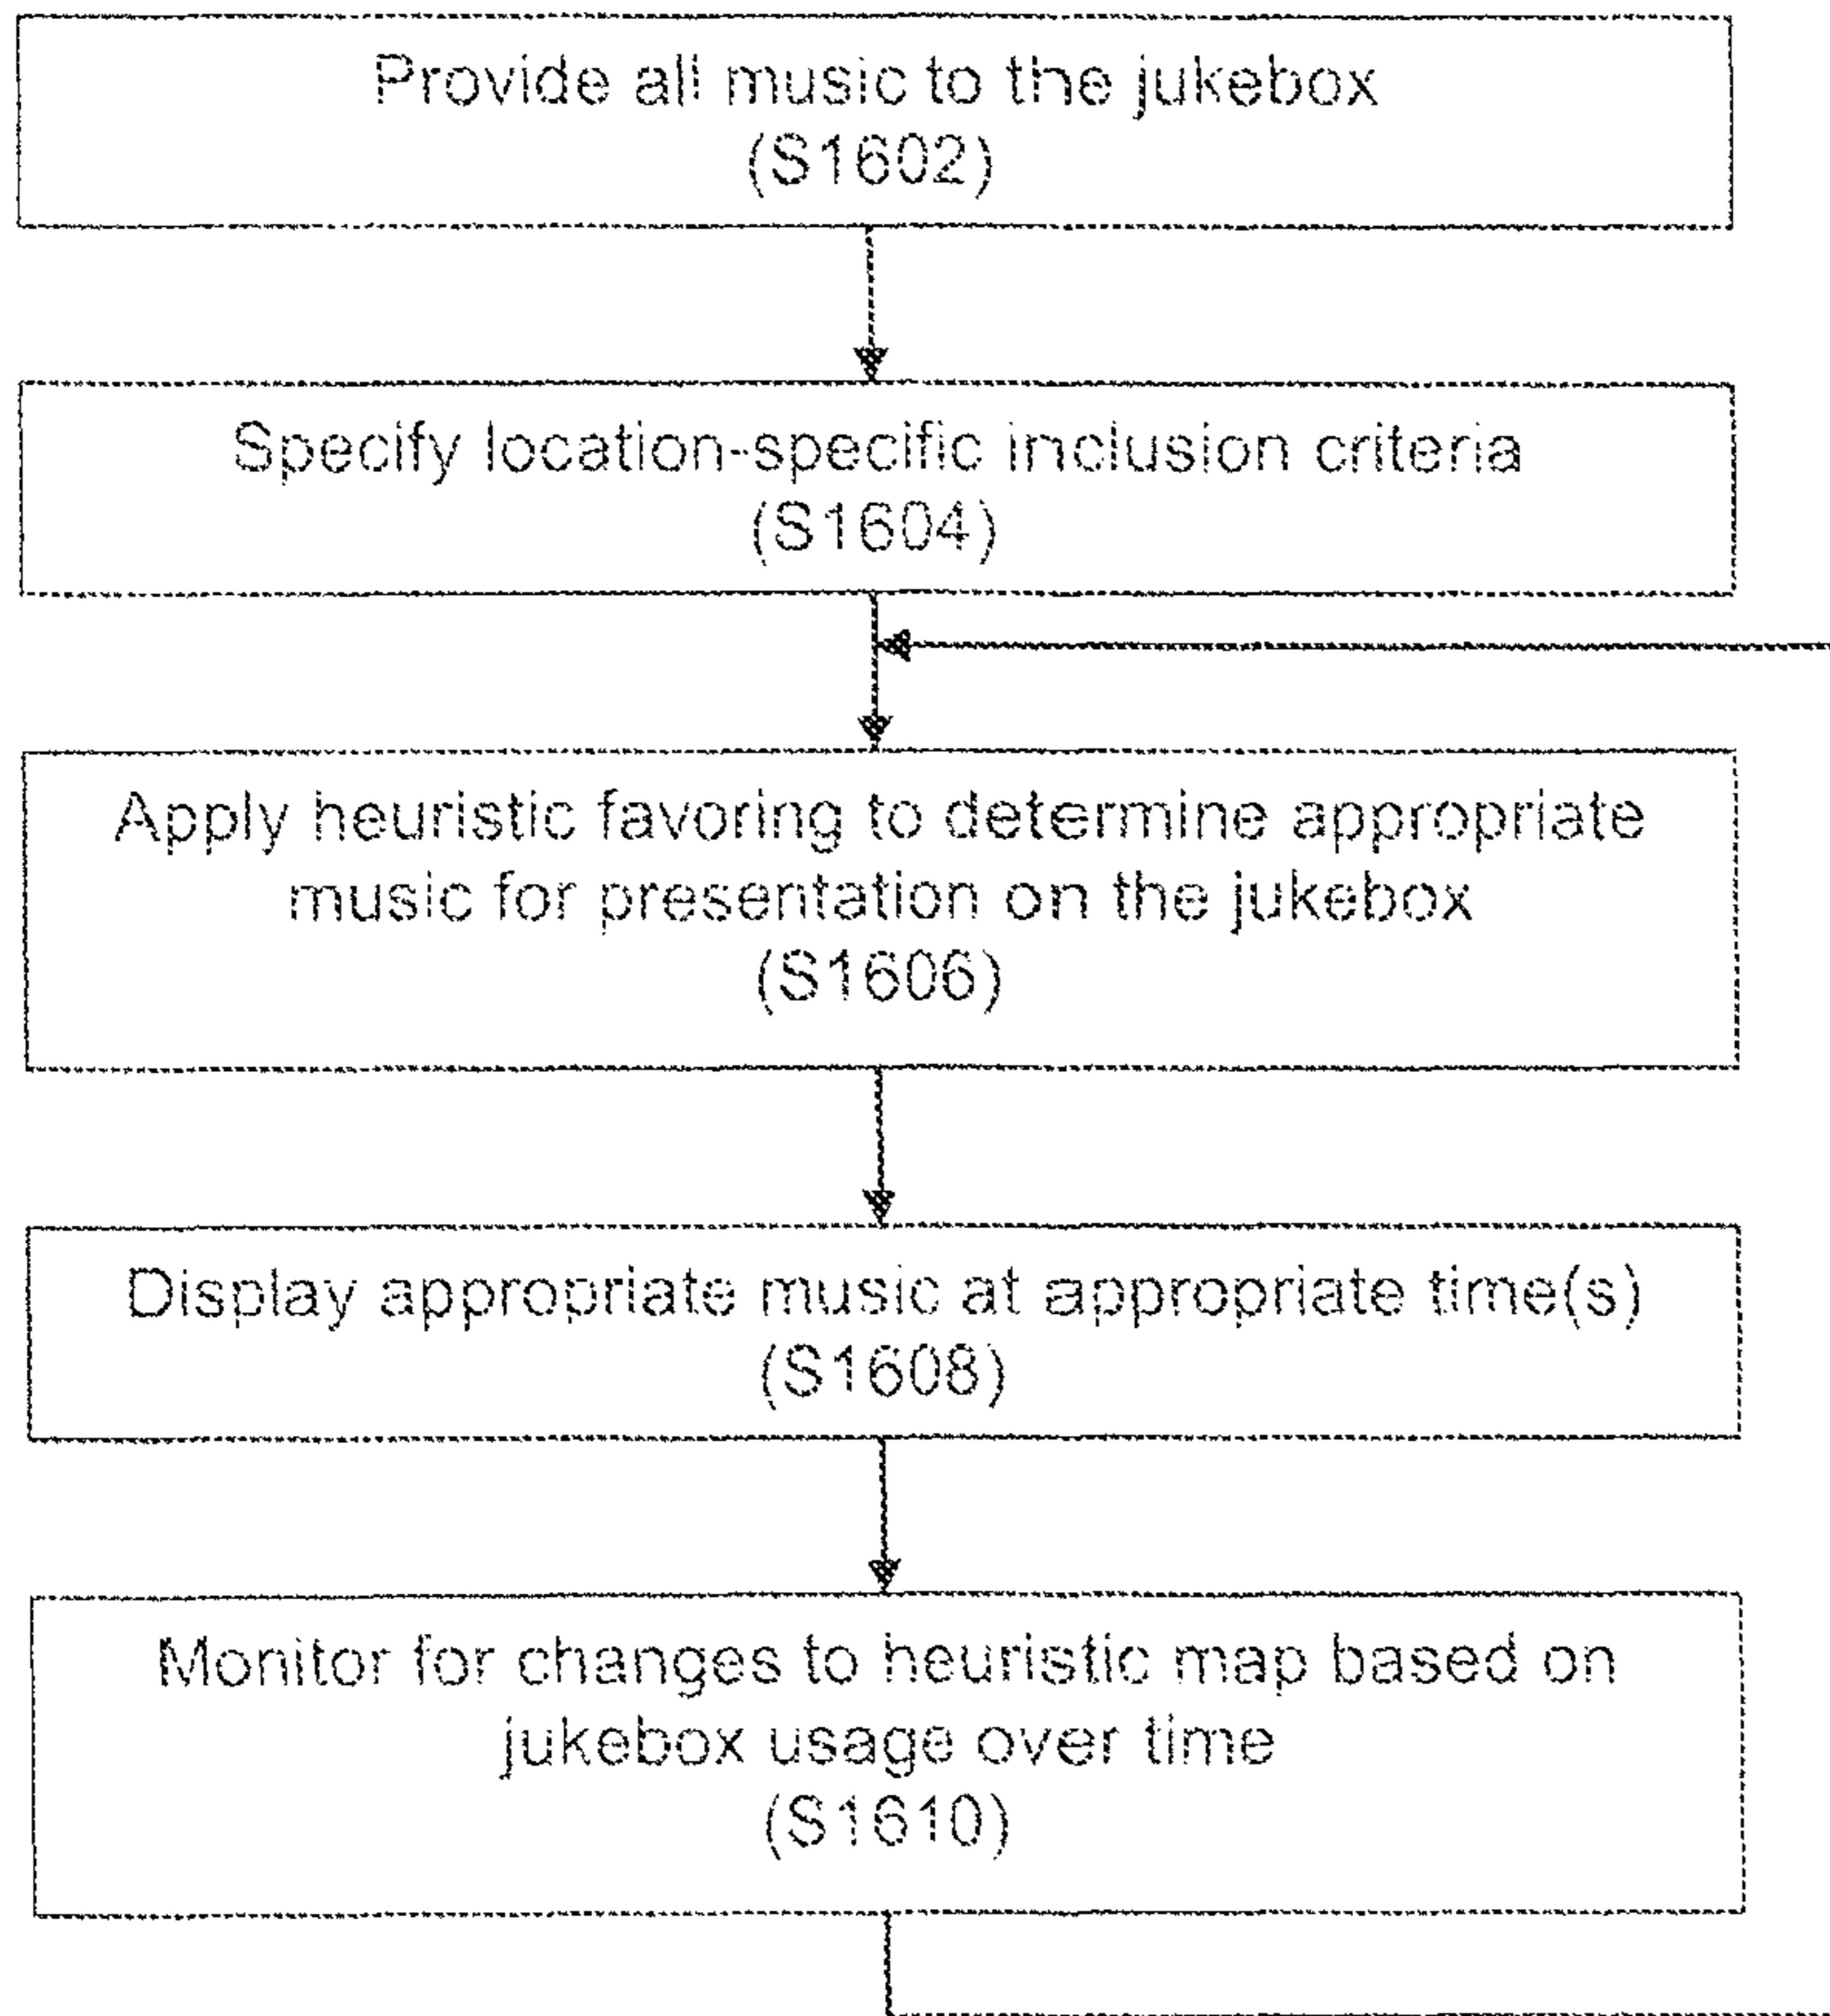 Provide all music to the jukebox
(S1602)
Specify location-specific inclusion criteria
(S1604)
Apply heuristic favoring to determine appropriate
music for presentation on the jukebox
(S1606)
Display appropriate music at appropriate time(s)
(S1608)
Monitor for changes to heuristic map based on
jukebox usage over time
(S1610)